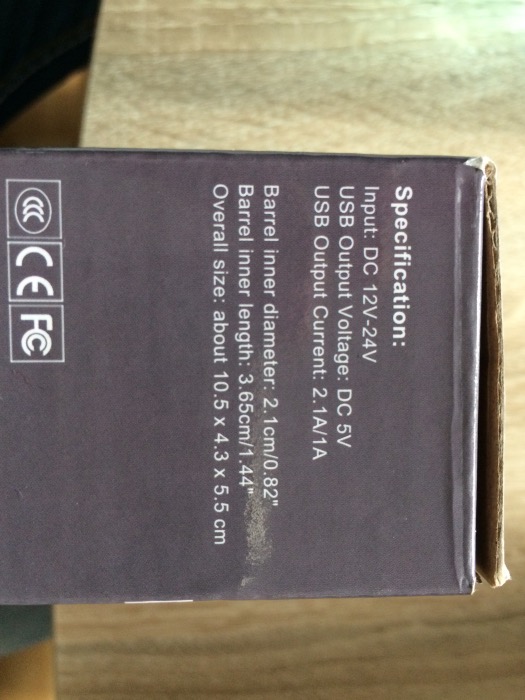 Specification:
Input: DC 12V-24V
USB Output Voltage: DC 5V
USB Output Current: 2.1A/1A
Barrel inner diameter: 2.1cm/0.82"
Barrel inner length: 3.65cm/1.44"
Overall size: about 10.5 x 4.3 x 5.5 cm
CCC CE FC